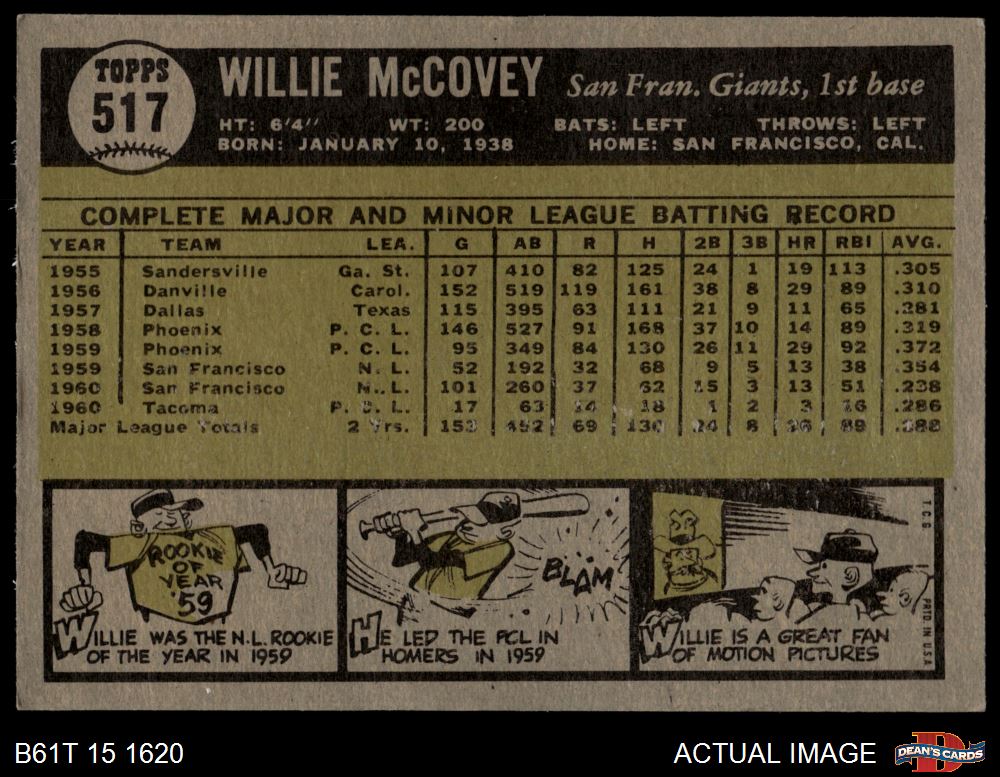 TOPPS
517
WILLIE McCOVEY San Fran. Giants, 1st base
HT: 6'4" WT: 200 BATS: LEFT THROWS: LEFT
BORN: JANUARY 10, 1938 HOME: SAN FRANCISCO, CAL.
COMPLETE MAJOR AND MINOR LEAGUE BATTING RECORD
YEAR TEAM LEA. G AB R H 2B 3B HR RBI AVG.
1955 Sandersville Ga. St. 107 410 82 125 24 1 19 113 .305
1956 Danville Carol. 152 519 119 161 38 8 29 89 .310
1957 Dallas Texas 115 395 63 111 21 9 11 65 .281
1958 Phoenix P. C. L. 146 527 91 168 37 10 14 89 .319
1959 Phoenix P. C. L. 95 349 84 130 26 11 29 92 .372
1959 San Francisco N. L. 52 192 32 68 9 5 13 38 .354
1960 San Francisco N. L. 101 260 37 62 15 3 13 51 .238
1960 Tacoma P. C. L. 17 63 14 18 1 2 3 16 .286
Major League Totals 2 Yrs. 153 452 69 130 24 8 26 89 .288
ROOKIE
OF
YEAR
'59
WILLIE WAS THE N.L. ROOKIE
OF THE YEAR IN 1959
BLAM
HE LED THE PCL IN
HOMERS IN 1959
WILLIE IS A GREAT FAN
OF MOTION PICTURES
T.C.G.
PRTD. IN U.S.A.
B61T 15 1620
ACTUAL IMAGE
DEAN'S CARDS